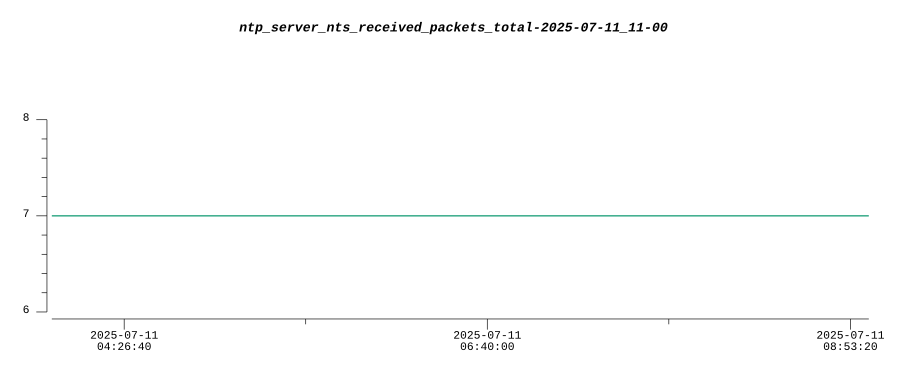 ntp_server_nts_received_packets_total-2025-07-11_11-00
8
7
6
2025-07-11 2025-07-11 2025-07-11
04:26:40 06:40:00 08:53:20